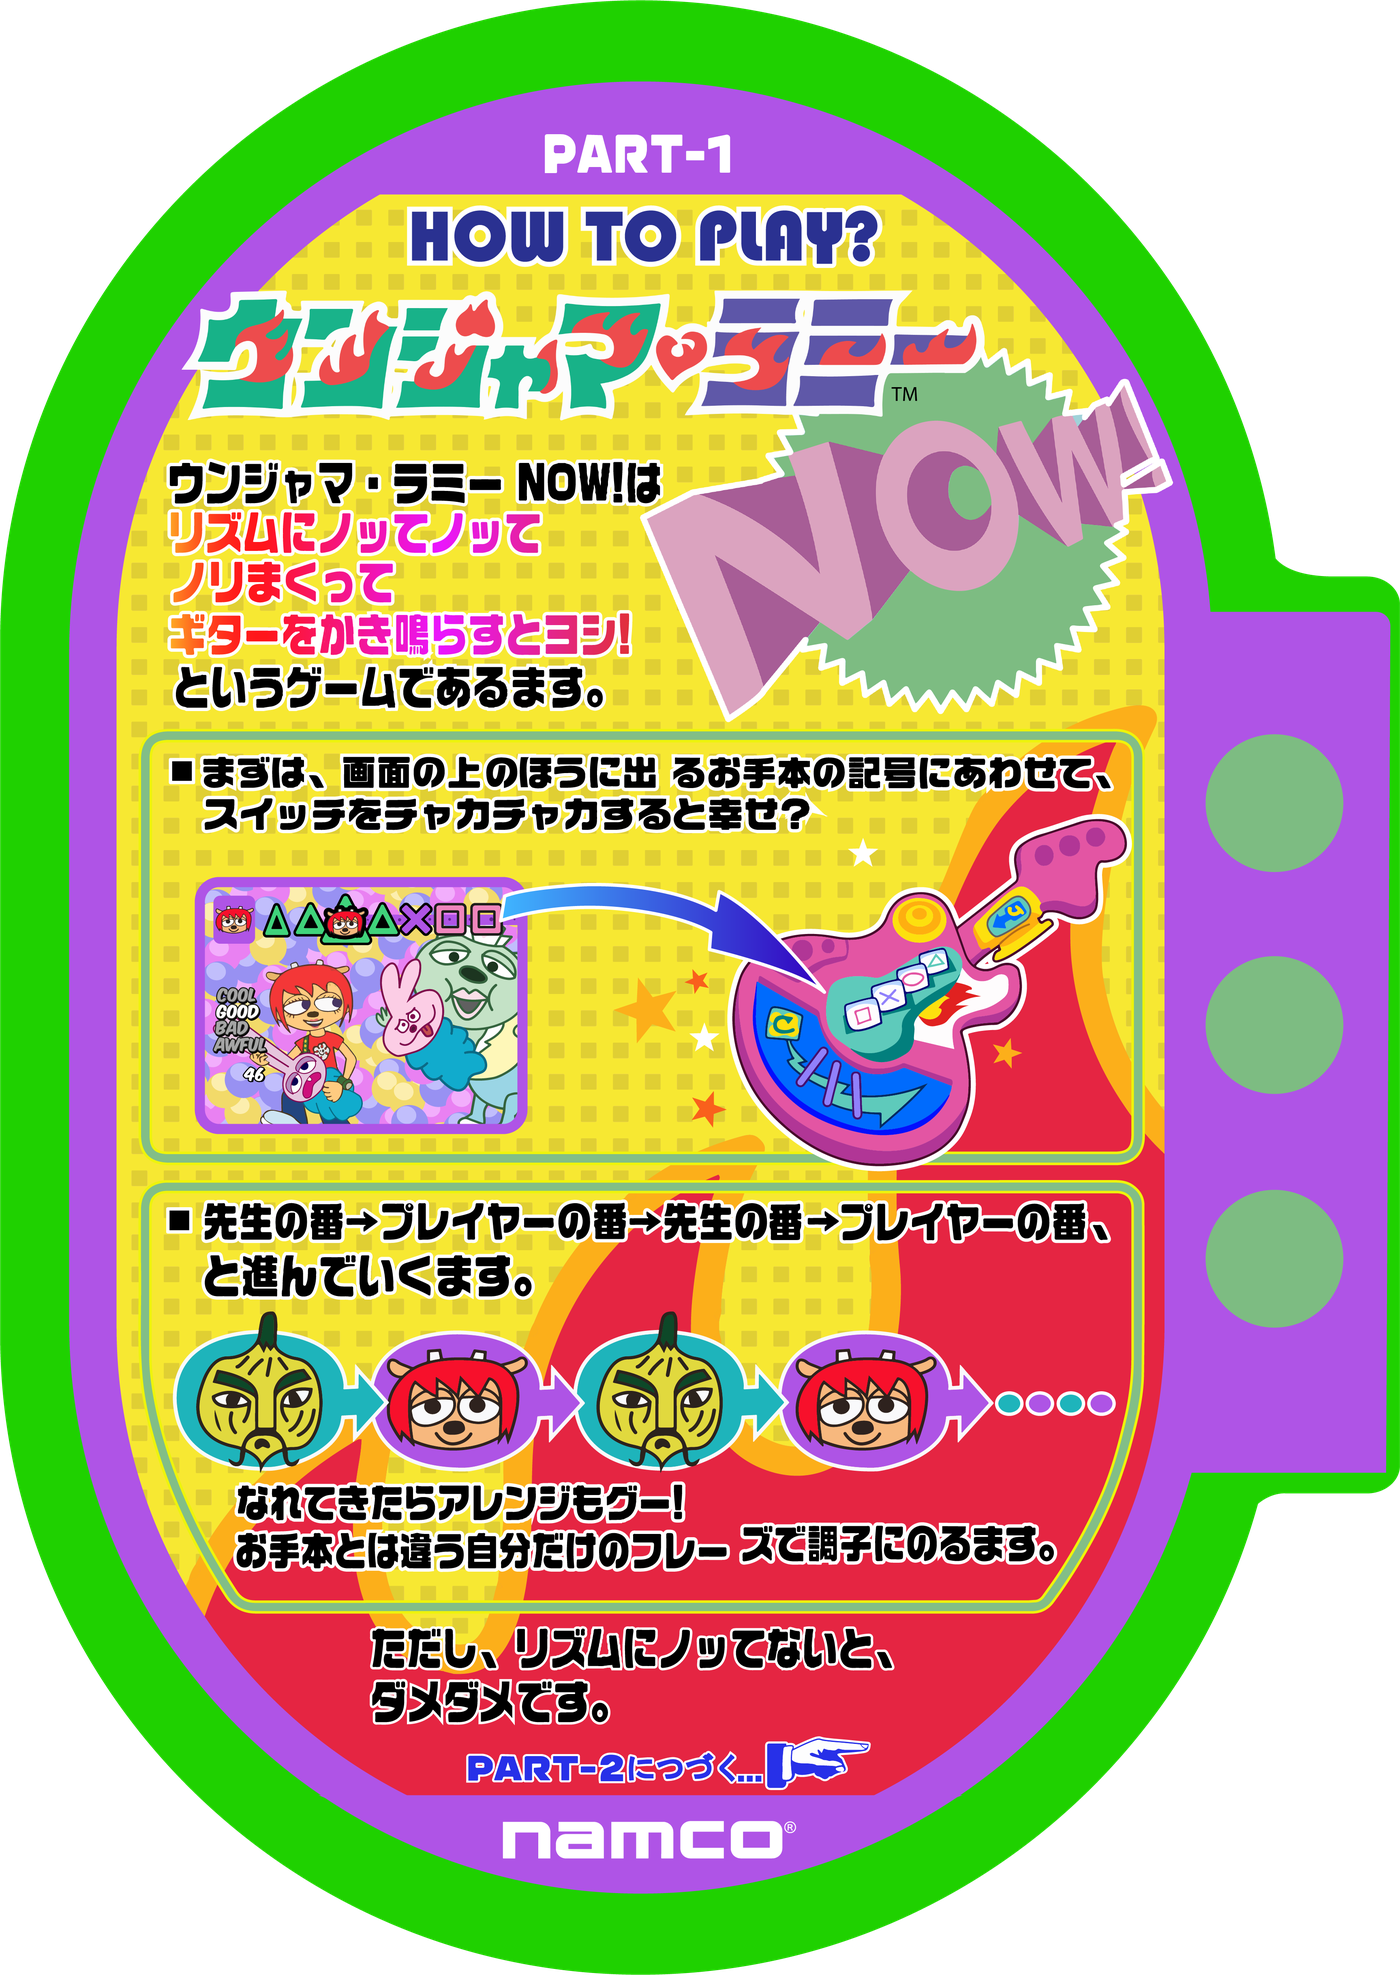 PART-1
HOW TO PLAY?
ウンジャマ・ラミー
TM
NOW!
ウンジャマ・ラミー NOW!は
リズムにノッてノッて
ノリまくって
ギターをかき鳴らすとヨシ!
というゲームであるます。
■ まずは、画面の上のほうに出 るお手本の記号にあわせて、
スイッチをチャカチャカすると幸せ?
COOL
GOOD
BAD
AWFUL
46
■ 先生の番→プレイヤーの番→先生の番→プレイヤーの番、
と進んでいくます。
なれてきたらアレンジもグー!
お手本とは違う自分だけのフレー ズで調子にのるます。
ただし、リズムにノッてないと、
ダメダメです。
PART-2につづく...
namco®